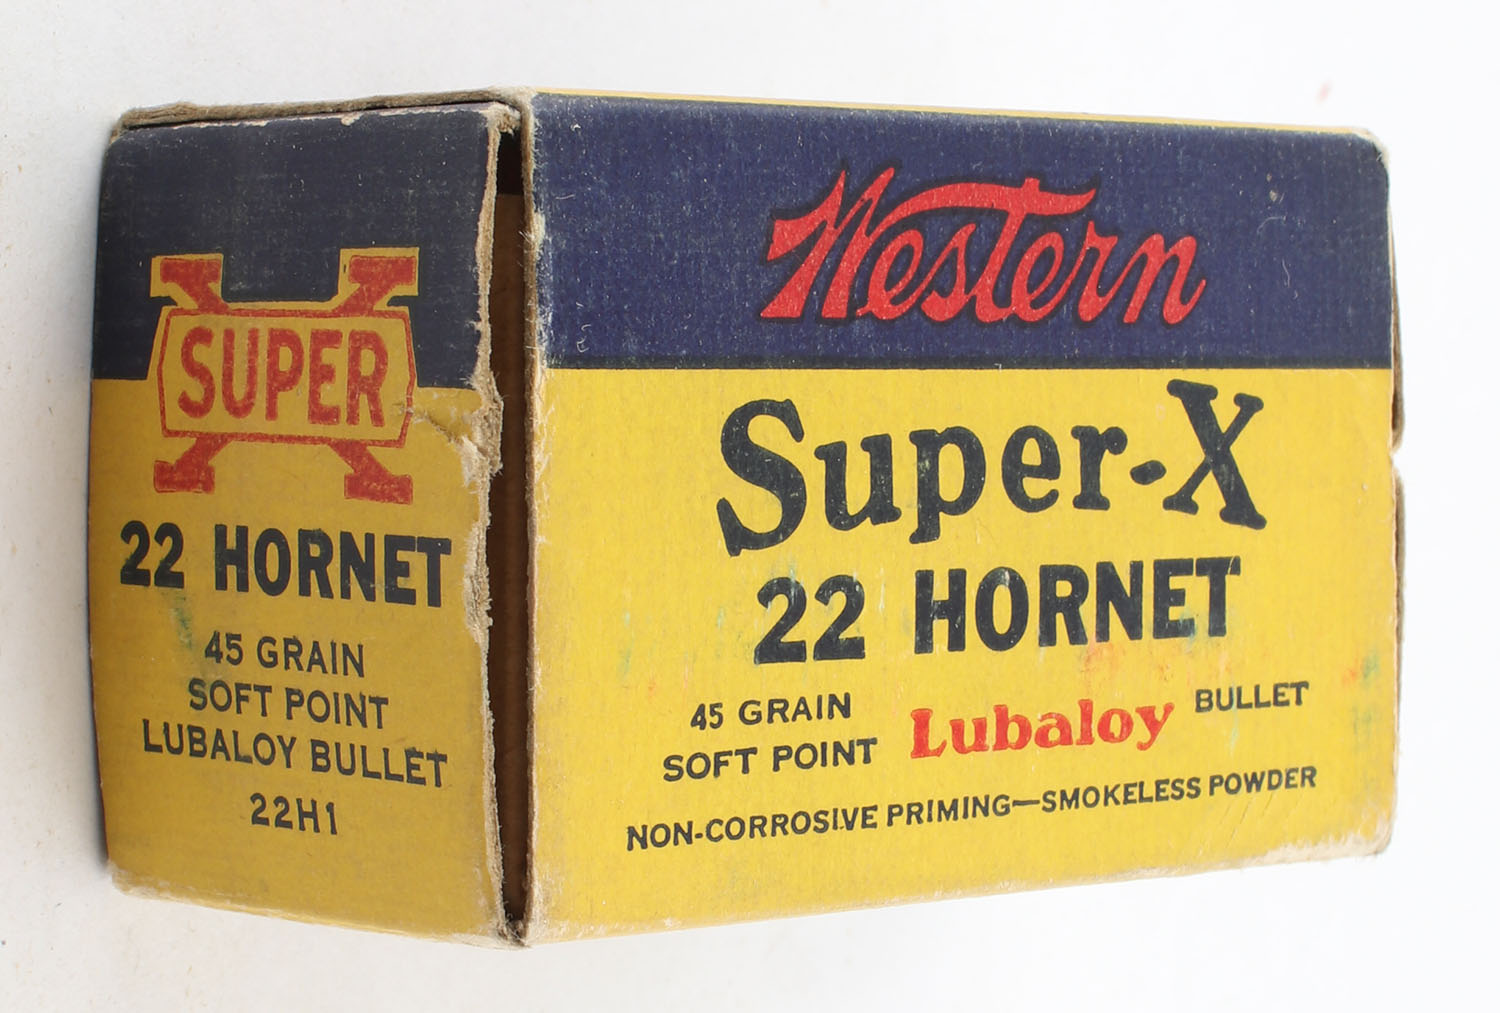 SUPER X
22 HORNET
45 GRAIN
SOFT POINT
LUBALOY BULLET
22H1
Western
Super-X
22 HORNET
45 GRAIN
SOFT POINT
Lubaloy BULLET
NON-CORROSIVE PRIMING—SMOKELESS POWDER